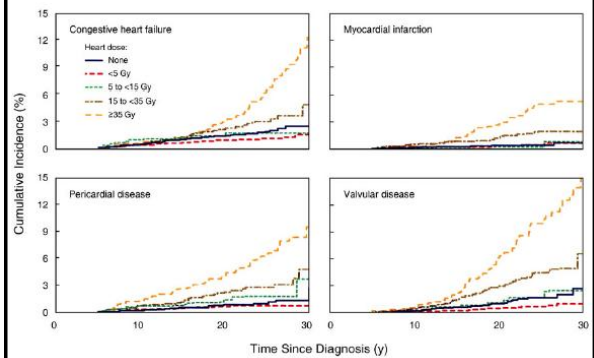 15
Congestive heart failure
Myocardial infarction
12
Heart dose:
None
9
<5 Gy
5 to <15 Gy
6
15 to <35 Gy
≥35 Gy
3
0
Cumulative Incidence (%)
15
Pericardial disease
Valvular disease
12
9
6
3
0
0
10
20
30
0
10
20
30
Time Since Diagnosis (y)